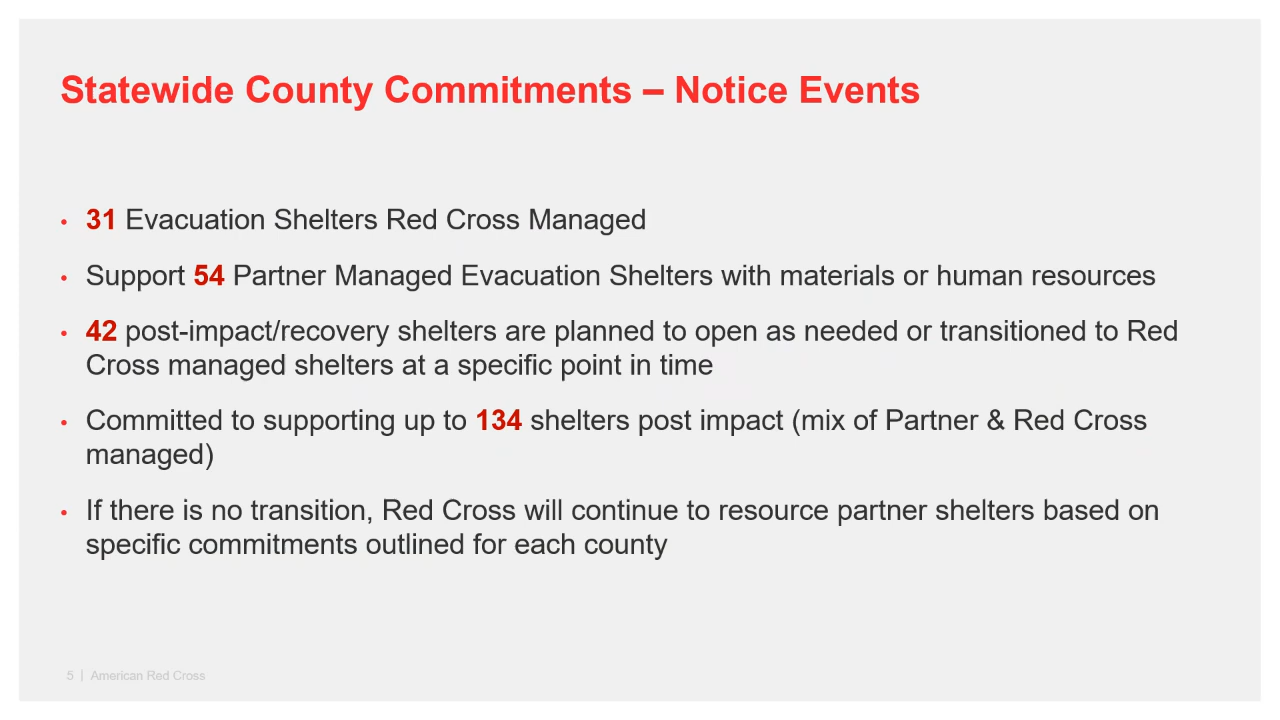 Statewide County Commitments – Notice Events
• 31 Evacuation Shelters Red Cross Managed
• Support 54 Partner Managed Evacuation Shelters with materials or human resources
• 42 post-impact/recovery shelters are planned to open as needed or transitioned to Red
Cross managed shelters at a specific point in time
• Committed to supporting up to 134 shelters post impact (mix of Partner & Red Cross
managed)
• If there is no transition, Red Cross will continue to resource partner shelters based on
specific commitments outlined for each county
5 | American Red Cross